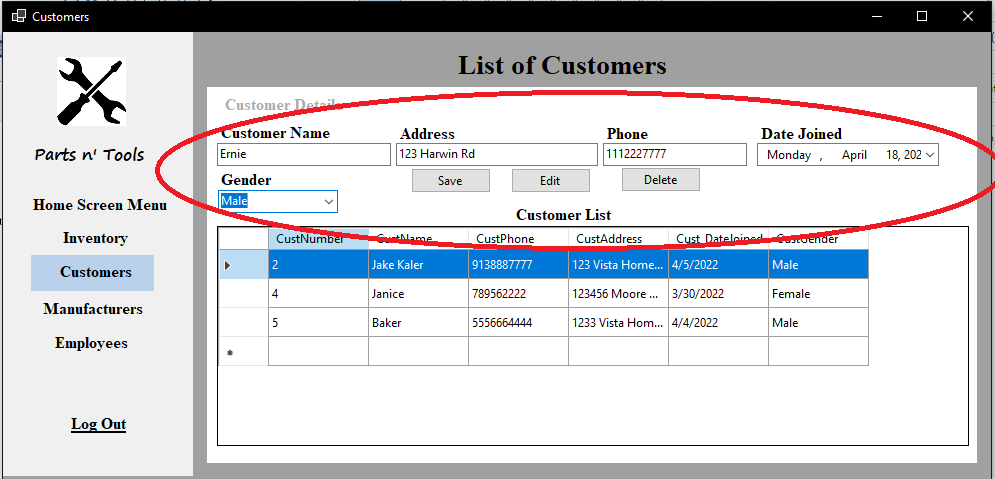 Customers
List of Customers
Customer Details
Customer Name Address Phone Date Joined
Ernie 123 Harwin Rd 1112227777 Monday , April 18, 202
Gender Save Edit Delete
Male
Customer List
CustNumber CustName CustPhone CustAddress Cust_DateJoined CustGender
2 Jake Kaler 9138887777 123 Vista Home... 4/5/2022 Male
4 Janice 789562222 123456 Moore ... 3/30/2022 Female
5 Baker 5556664444 1233 Vista Hom... 4/4/2022 Male
Parts n' Tools
Home Screen Menu
Inventory
Customers
Manufacturers
Employees
Log Out